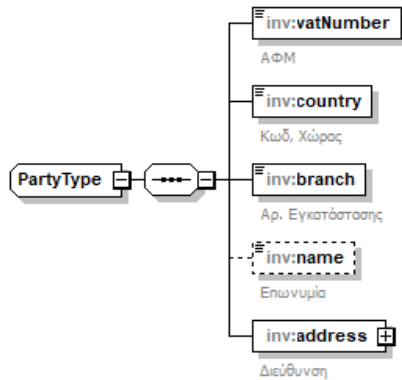 inv:vatNumber
ΑΦΜ
inv:country
Κωδ, Χώρας
PartyType
inv:branch
Αρ. Εγκατάστασης
inv:name
Επωνυμία
inv:address
Διεύθυνση